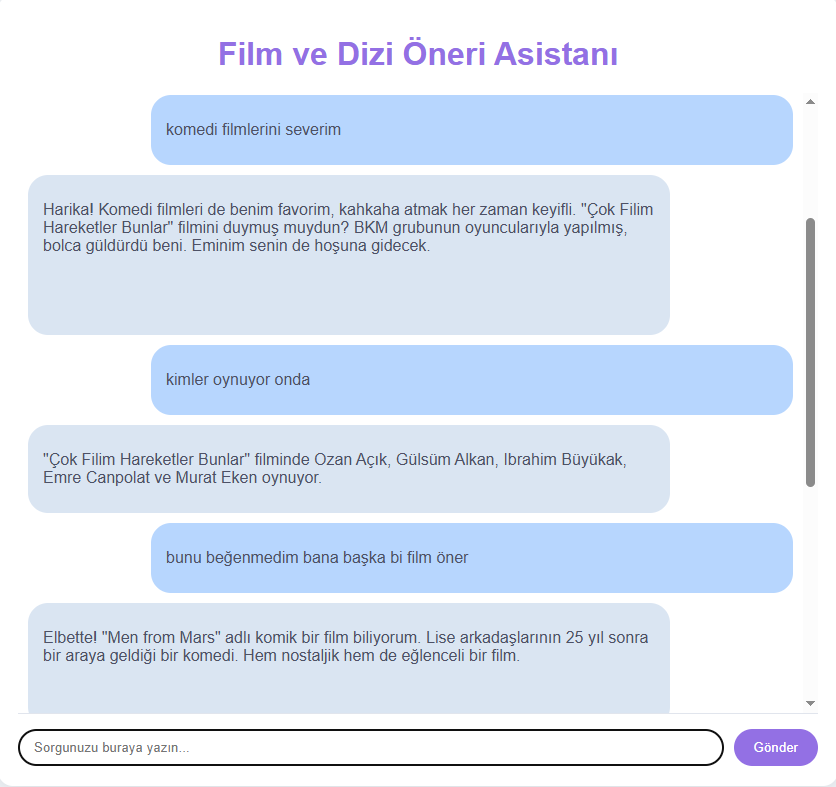 Film ve Dizi Öneri Asistanı
komedi filmlerini severim
Harika! Komedi filmleri de benim favorim, kahkaha atmak her zaman keyifli. "Çok Filim
Hareketler Bunlar" filmini duymuş muydun? BKM grubunun oyuncularıyla yapılmış,
bolca güldürdü beni. Eminim senin de hoşuna gidecek.
kimler oynuyor onda
"Çok Filim Hareketler Bunlar" filminde Ozan Açık, Gülsüm Alkan, Ibrahim Büyükak,
Emre Canpolat ve Murat Eken oynuyor.
bunu beğenmedim bana başka bi film öner
Elbette! "Men from Mars" adlı komik bir film biliyorum. Lise arkadaşlarının 25 yıl sonra
bir araya geldiği bir komedi. Hem nostaljik hem de eğlenceli bir film.
Sorgunuzu buraya yazın...
Gönder